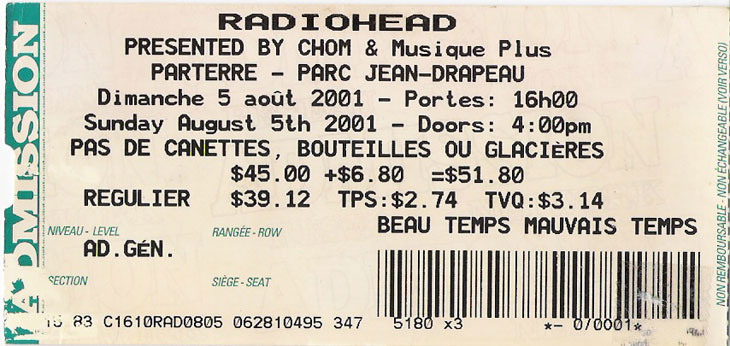 RADIOHEAD
PRESENTED BY CHOM & Musique Plus
PARTERRE - PARC JEAN-DRAPEAU
Dimanche 5 août 2001 - Portes: 16h00
Sunday August 5th 2001 - Doors: 4:00pm
PAS DE CANETTES, BOUTEILLES OU GLACIÈRES
$45.00 +$6.80 =$51.80
REGULIER $39.12 TPS:$2.74 TVQ:$3.14
BEAU TEMPS MAUVAIS TEMPS
NIVEAU - LEVEL RANGÉE - ROW
AD.GÉN.
SECTION SIÈGE - SEAT
83 C1610RAD0805 062810495 347 5180 x3 *- 0/0001*
ADMISSION
NON REMBOURSABLE - NON ÉCHANGEABLE (VOIR VERSO)